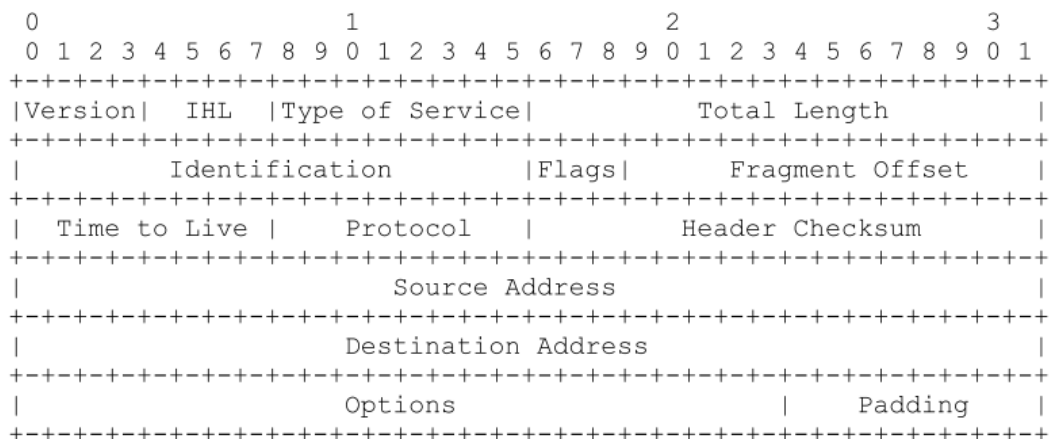 0                   1                   2                   3
 0 1 2 3 4 5 6 7 8 9 0 1 2 3 4 5 6 7 8 9 0 1 2 3 4 5 6 7 8 9 0 1
+-+-+-+-+-+-+-+-+-+-+-+-+-+-+-+-+-+-+-+-+-+-+-+-+-+-+-+-+-+-+-+-+
|Version|  IHL  |Type of Service|          Total Length         |
+-+-+-+-+-+-+-+-+-+-+-+-+-+-+-+-+-+-+-+-+-+-+-+-+-+-+-+-+-+-+-+-+
|         Identification        |Flags|      Fragment Offset    |
+-+-+-+-+-+-+-+-+-+-+-+-+-+-+-+-+-+-+-+-+-+-+-+-+-+-+-+-+-+-+-+-+
|  Time to Live |    Protocol   |         Header Checksum       |
+-+-+-+-+-+-+-+-+-+-+-+-+-+-+-+-+-+-+-+-+-+-+-+-+-+-+-+-+-+-+-+-+
|                       Source Address                          |
+-+-+-+-+-+-+-+-+-+-+-+-+-+-+-+-+-+-+-+-+-+-+-+-+-+-+-+-+-+-+-+-+
|                    Destination Address                        |
+-+-+-+-+-+-+-+-+-+-+-+-+-+-+-+-+-+-+-+-+-+-+-+-+-+-+-+-+-+-+-+-+
|                    Options                    |    Padding    |
+-+-+-+-+-+-+-+-+-+-+-+-+-+-+-+-+-+-+-+-+-+-+-+-+-+-+-+-+-+-+-+-+